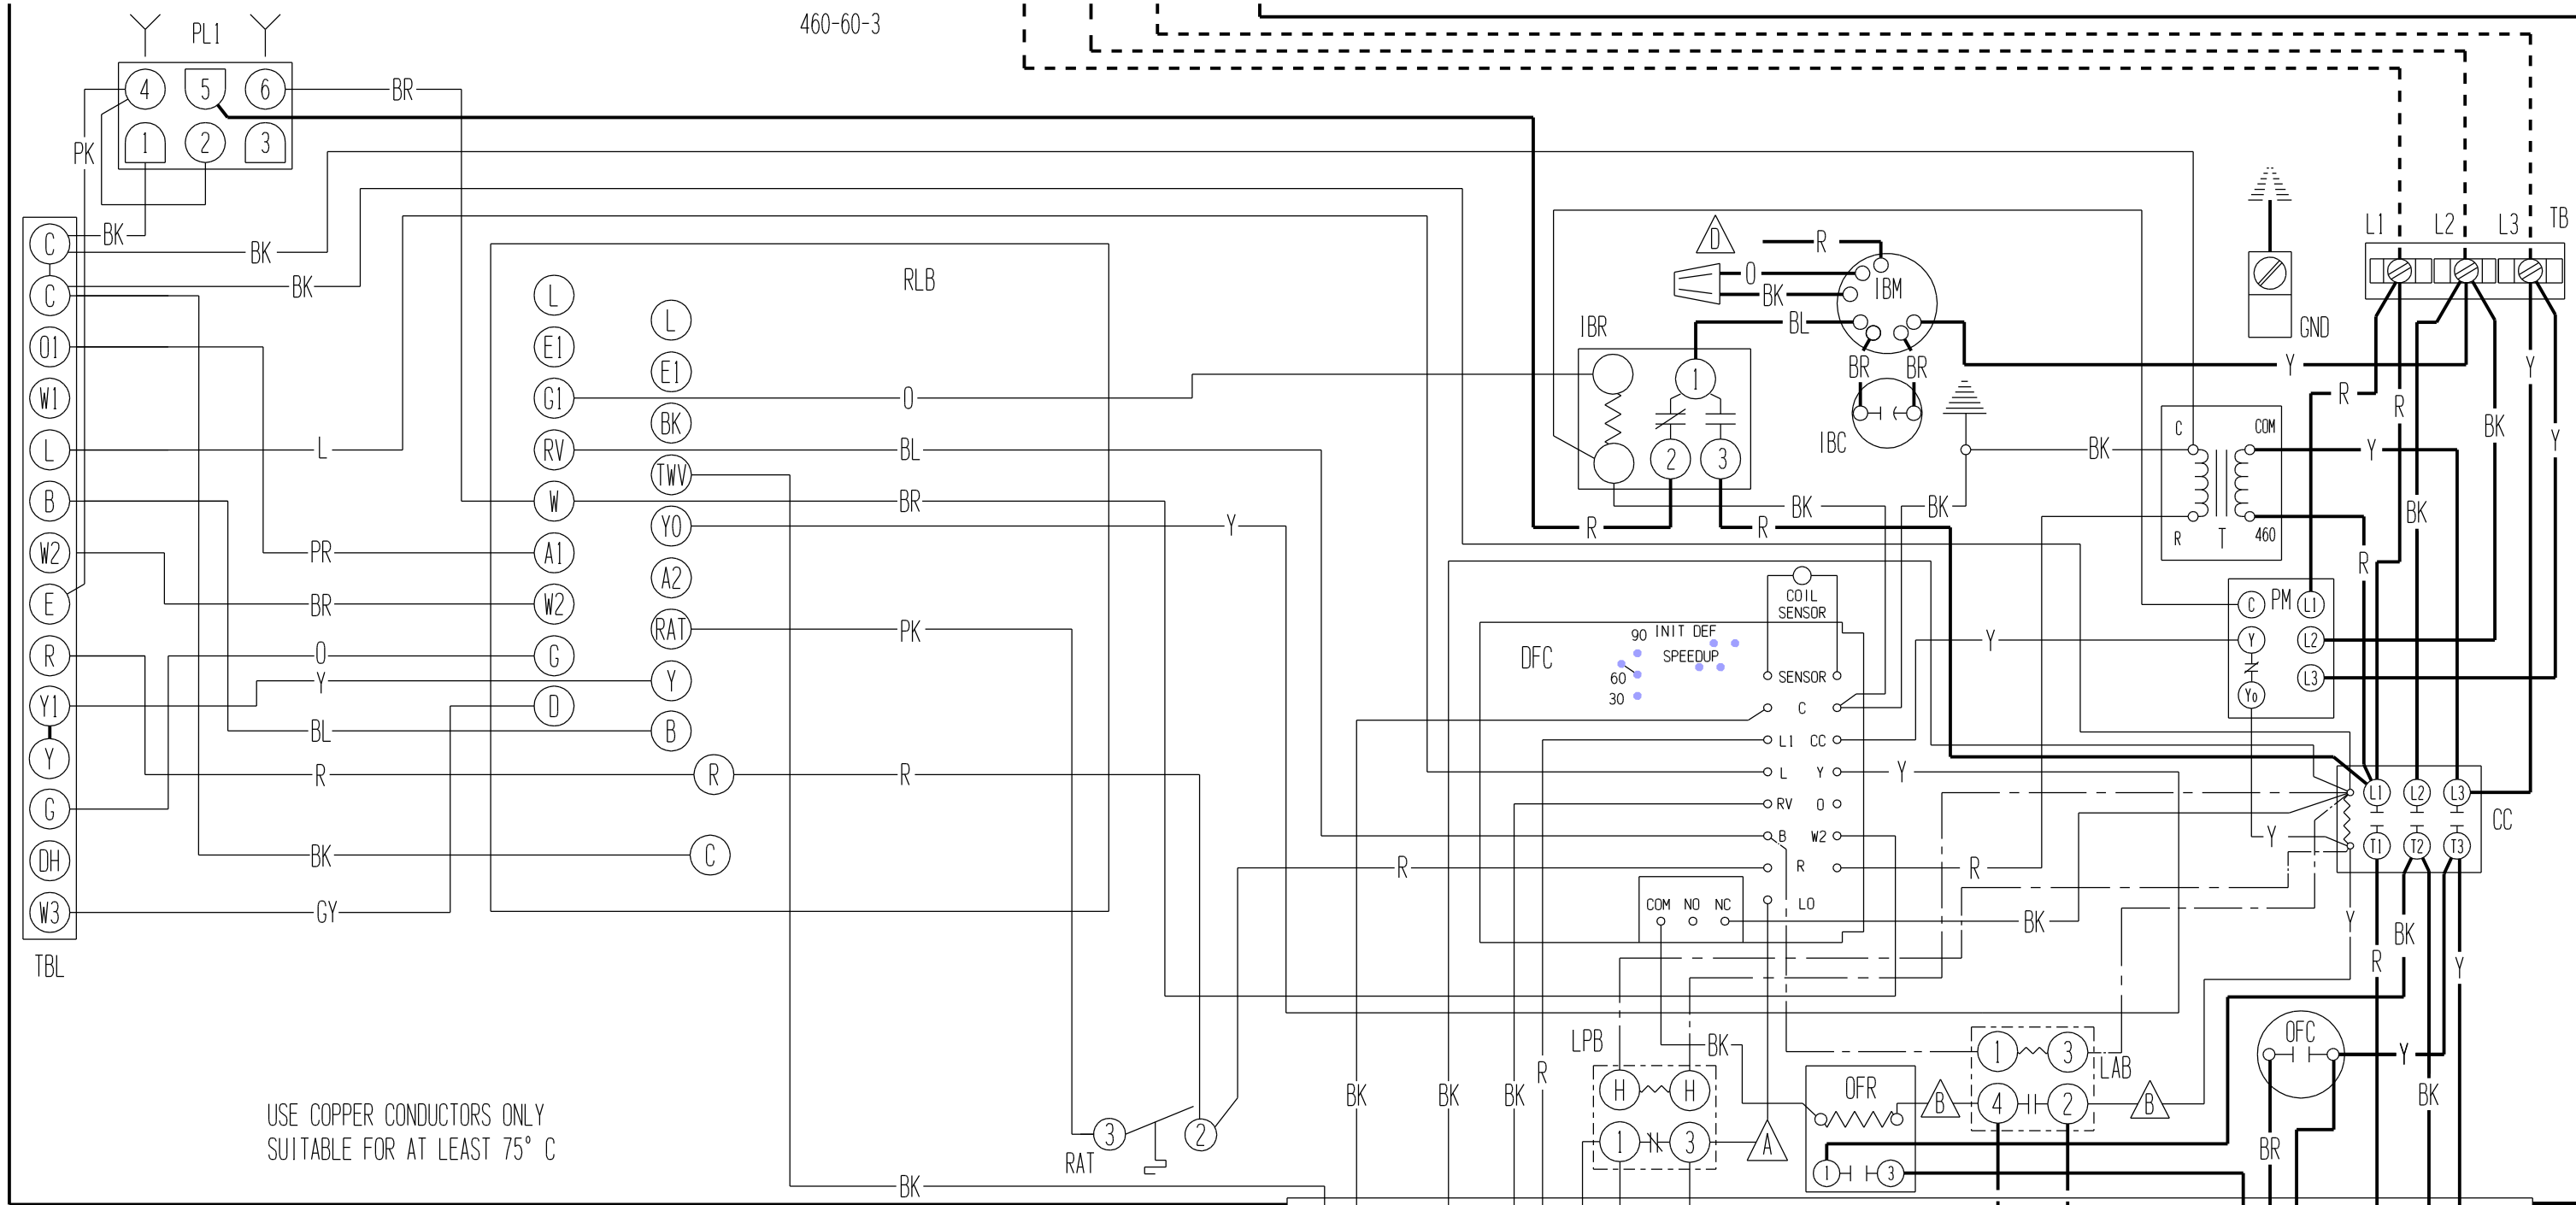 460-60-3
PL1
4 5 6
BR
1 2 3
PK
BK
BK
BK
C
C
O1
W1
L
B
W2
E
R
Y1
Y
G
DH
W3
TBL
L
PR
BR
O
Y
BL
R
BK
GY
RLB
L
E1
G1
RV
W
A1
W2
G
D
L
E1
BK
TWV
Y0
A2
RAT
Y
B
R
C
O
BL
BR
Y
PK
R
BK
RAT
3
2
R
USE COPPER CONDUCTORS ONLY
SUITABLE FOR AT LEAST 75° C
D
R
O
BK
BL
IBM
IBR
1
2 3
BR BR
IBC
R
R
BK
BK
BK
Y
GND
L1 L2 L3 TB
R
R
BK
BK
Y
Y
C COM
R T 460
Y
R
C PM L1
Y L2
Y0 L3
Y
DFC
COIL
SENSOR
90 INIT DEF
SPEEDUP
60
30
SENSOR
C
L1 CC
L Y
RV O
B W2
R
LO
COM NO NC
Y
R
BK
L1 L2 L3
T1 T2 T3
CC
Y
Y
BK
R
Y
BK
BK
BK
BK
R
LPB
H H
1 3
A
BK
OFR
1 3
B
1 3
4 2
LAB
B
OFC
Y
BR
BK